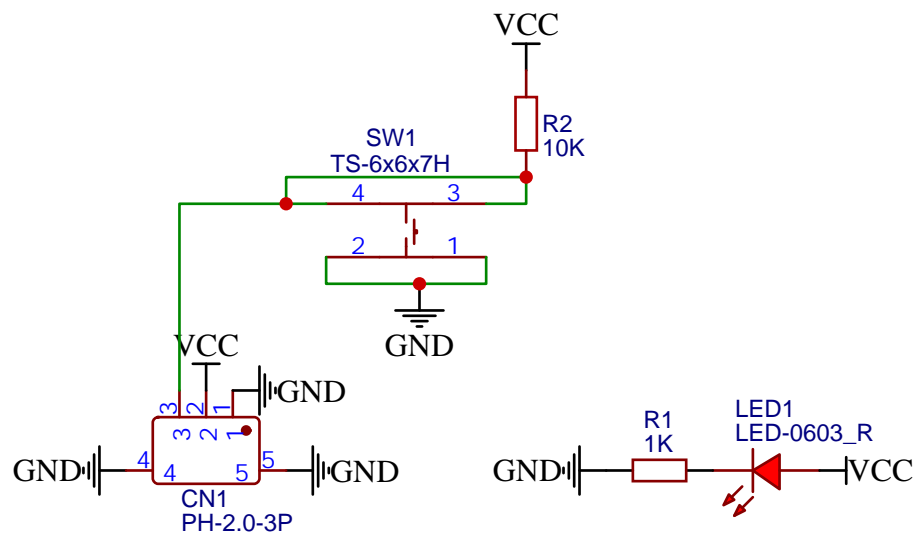 VCC
R2
10K
SW1
TS-6x6x7H
4 3
2 1
GND
VCC
GND
3 2 1
3 2 1
GND 4 4 5 5 GND
CN1
PH-2.0-3P
R1
1K
LED1
LED-0603_R
GND VCC